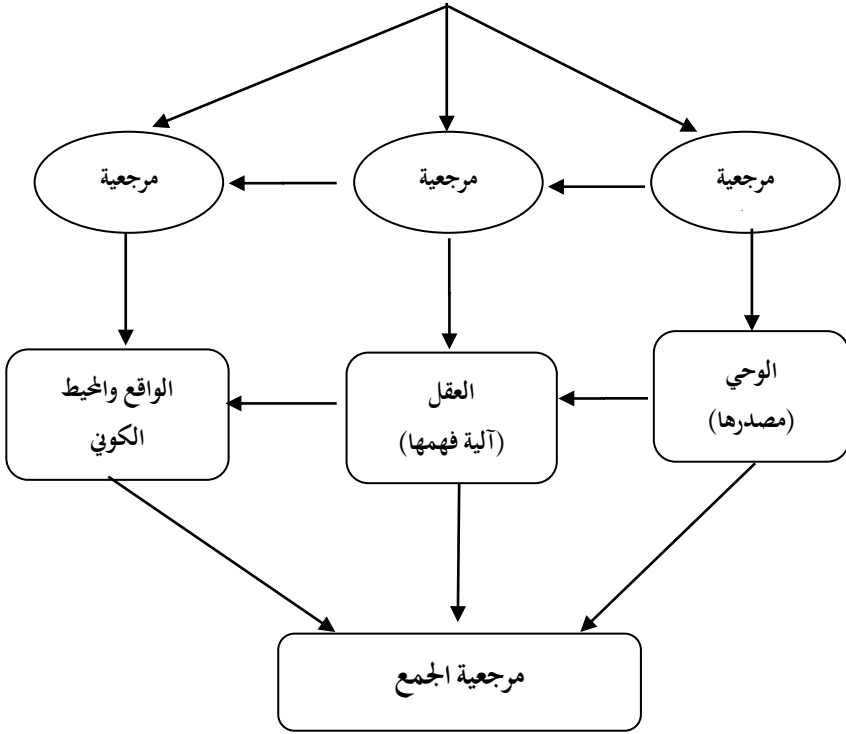 مرجعية
مرجعية
مرجعية
الوحي
(مصدرها)
العقل
(آلية فهمها)
الواقع والمحيط
الكوني
مرجعية الجمع